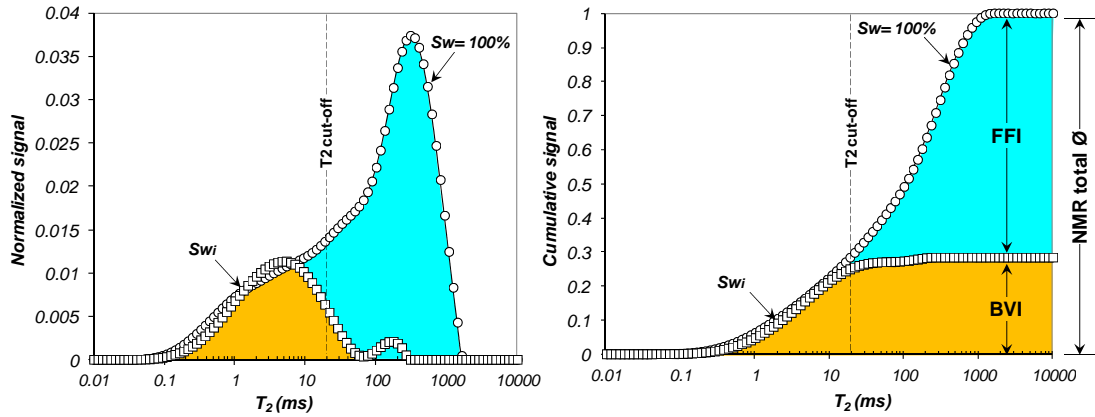 0.04
0.035
0.03
0.025
0.02
0.015
0.01
0.005
0
Normalized signal
Sw= 100%
T2 cut-off
Swi
0.01 0.1 1 10 100 1000 10000
T2 (ms)
1
0.9
0.8
0.7
0.6
0.5
0.4
0.3
0.2
0.1
0
Cumulative signal
Sw= 100%
T2 cut-off
FFI
NMR total Ø
Swi
BVI
0.01 0.1 1 10 100 1000 10000
T2 (ms)